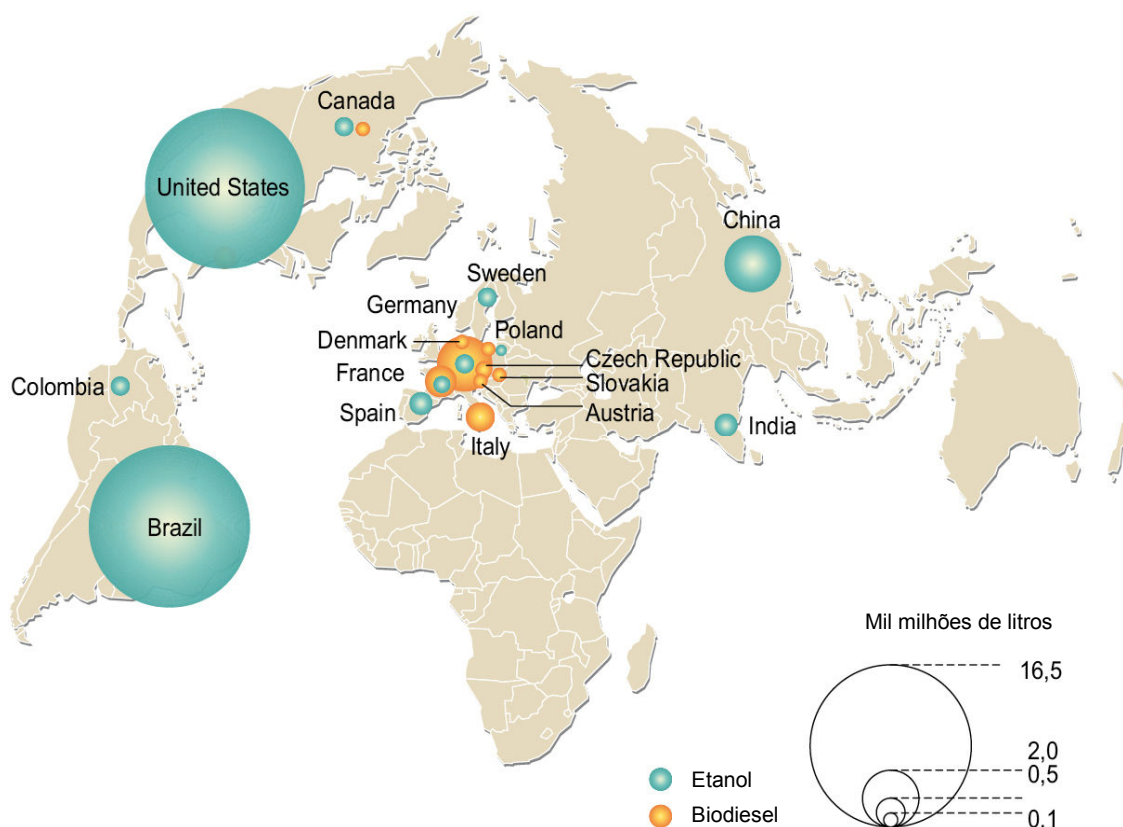 Canada
United States
China
Sweden
Germany
Denmark
Poland
Czech Republic
France
Slovakia
Colombia
Spain
Austria
India
Italy
Brazil
Mil milhões de litros
16,5
2,0
0,5
0,1
Etanol
Biodiesel